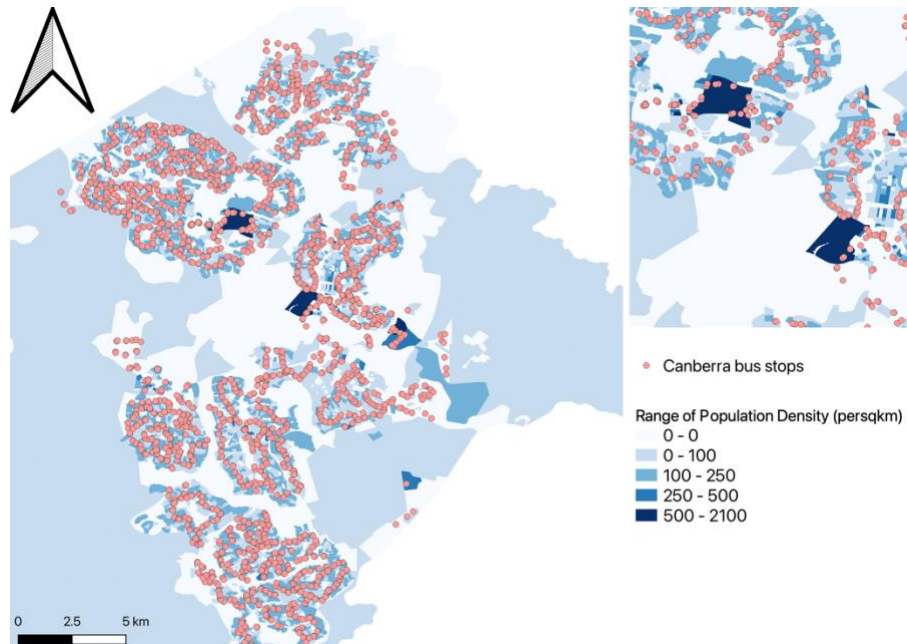 Canberra bus stops
Range of Population Density (persqkm)
0 - 0
0 - 100
100 - 250
250 - 500
500 - 2100
0 2.5 5 km